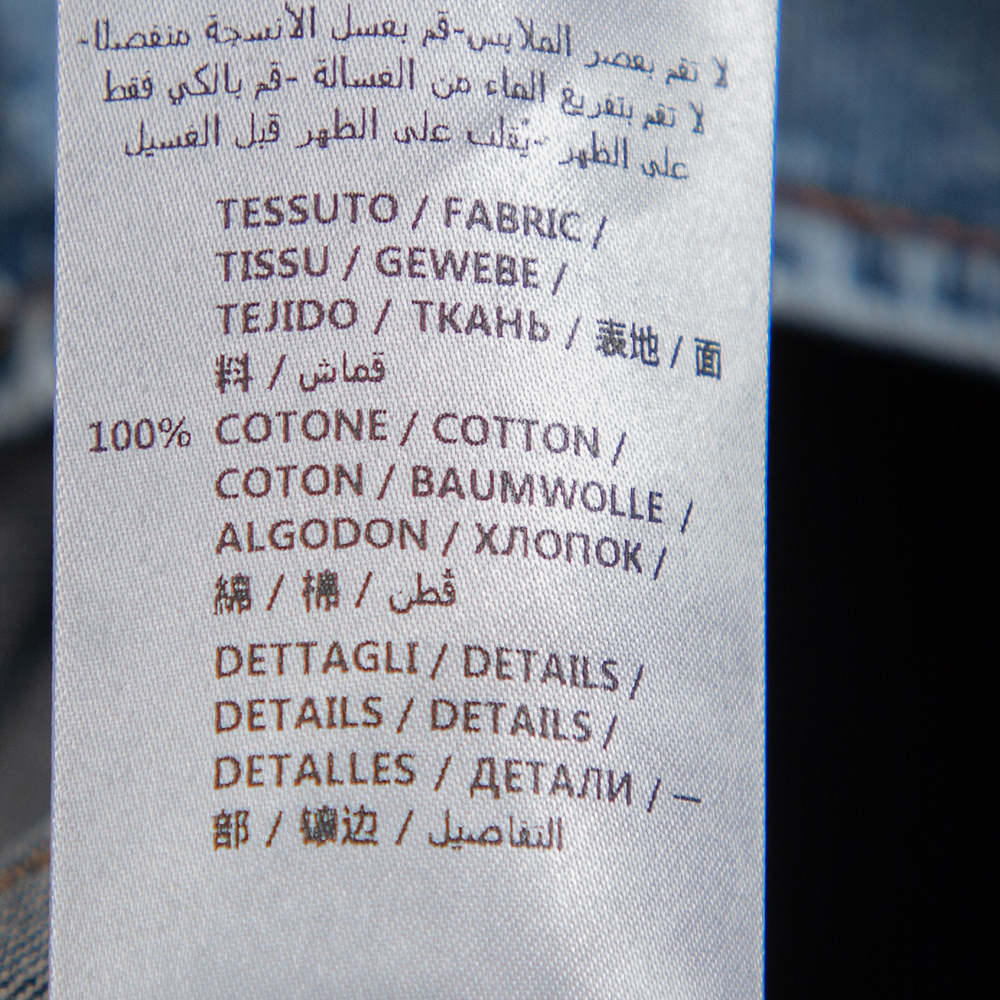 لا تقم بعصر الملابس-قم بغسل الأنسجة منفصلا-
لا تقم بتفريغ الماء من الغسالة -قم بالكي فقط
على الظهر -يُقلب على الظهر قبل الغسيل
TESSUTO / FABRIC /
TISSU / GEWEBE /
TEJIDO / ТКАНЬ / 表地 / 面
料 / قماش
100% COTONE / COTTON /
COTON / BAUMWOLLE /
ALGODON / ХЛОПОК /
綿 / 棉 / قطن
DETTAGLI / DETAILS /
DETAILS / DETAILS /
DETALLES / ДЕТАЛИ / 一
部 / 镶边 / التفاصيل